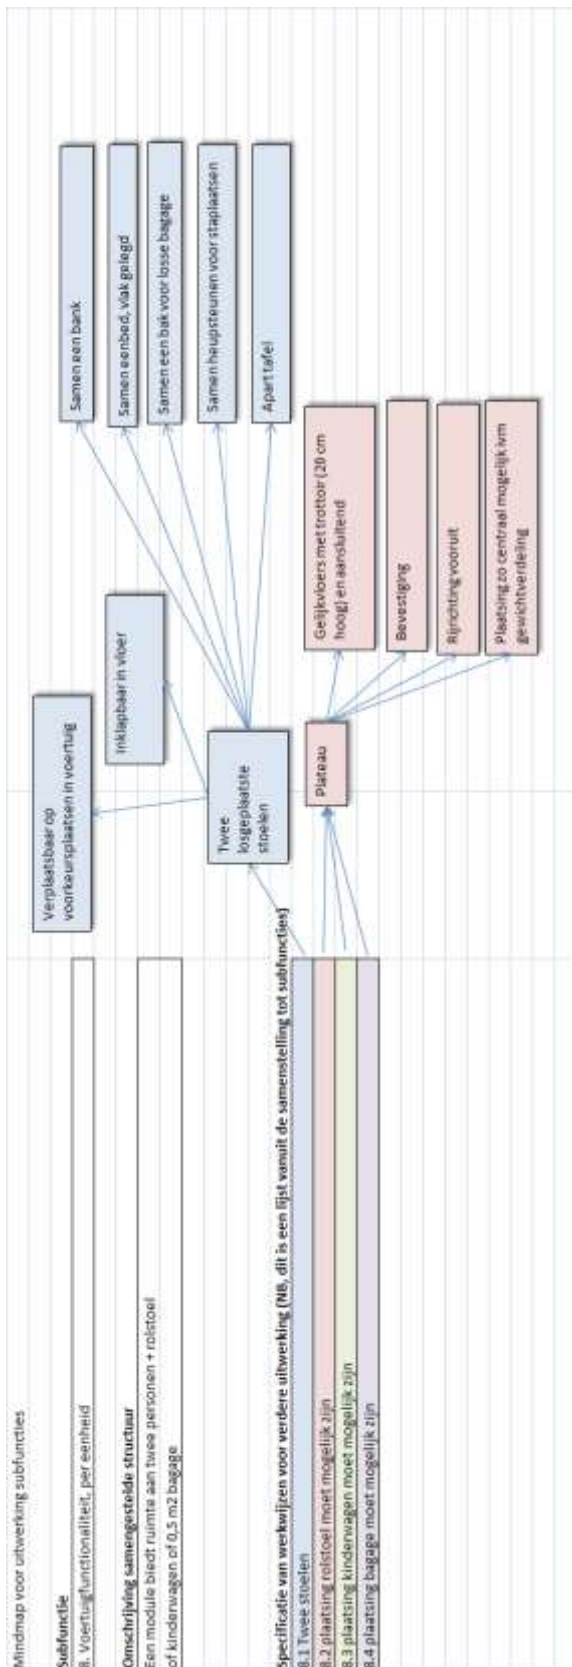 Mindmap voor uitwerking subfuncties
Subfunctie
8. Voertuigfunctionaliteit, per eenheid
Omschrijving samengestelde structuur
Een module biedt ruimte aan twee personen + rolstoel
of kinderwagen of 0,5 m2 bagage
Specificatie van werkwijzen voor verdere uitwerking (NB, dit is een lijst vanuit de samenstelling tot subfuncties)
8.1 Twee stoelen
8.2 plaatsing rolstoel moet mogelijk zijn
8.3 plaatsing kinderwagen moet mogelijk zijn
8.4 plaatsing bagage moet mogelijk zijn
Verplaatsbaar op
voorkeursplaatsen in voertuig
Inklapbaar in vloer
Twee
losgeplaatste
stoelen
Plateau
Samen een bank
Samen eenbed, vlak gelegd
Samen een bak voor losse bagage
Samen heupsteunen voor staplaatsen
Apart tafel
Gelijkvloers met trottoir (20 cm
hoog) en aansluitend
Bevestiging
Rijrichting vooruit
Plaatsing zo centraal mogelijk ivm
gewichtverdeling